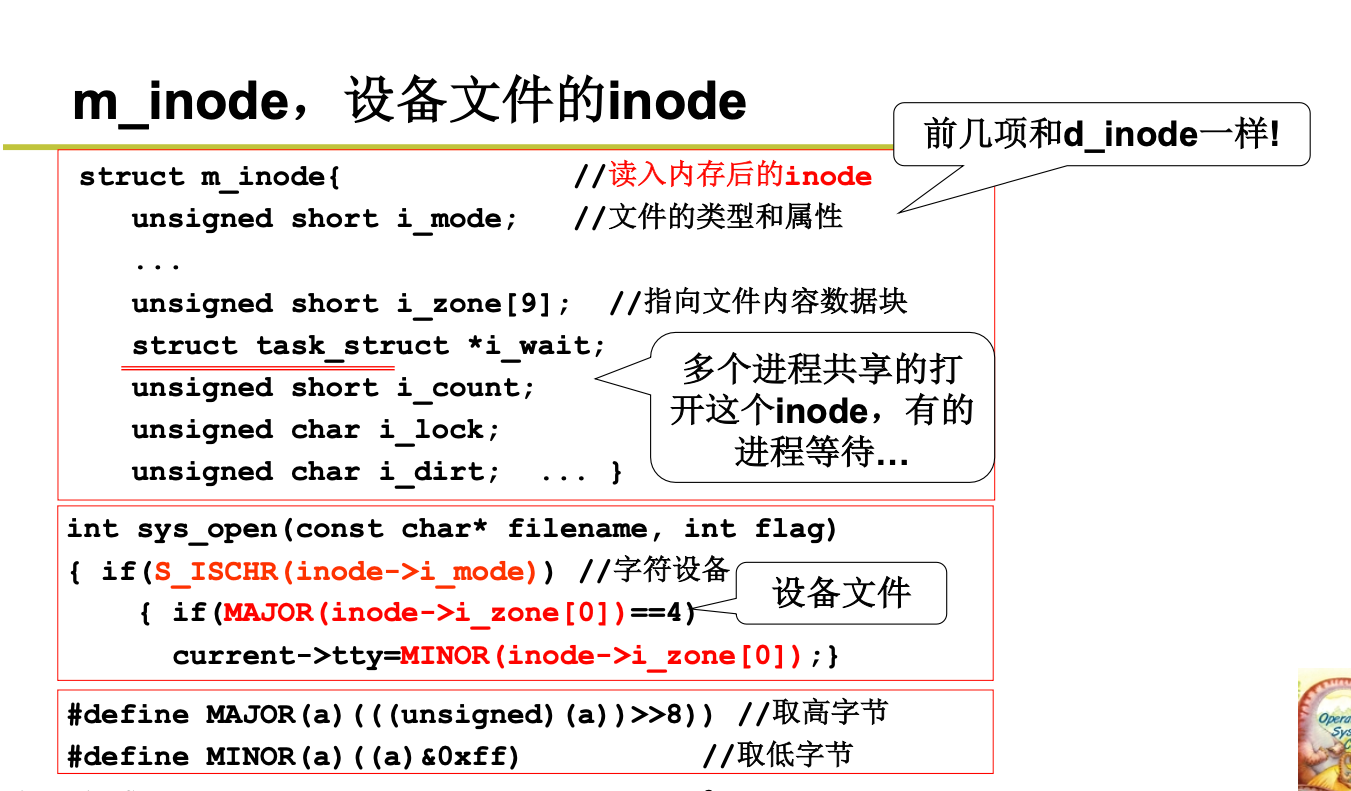 m_inode，设备文件的inode
前几项和d_inode一样!
struct m_inode{ //读入内存后的inode
unsigned short i_mode; //文件的类型和属性
...
unsigned short i_zone[9]; //指向文件内容数据块
struct task_struct *i_wait;
unsigned short i_count;
unsigned char i_lock;
unsigned char i_dirt; ... }
多个进程共享的打
开这个inode，有的
进程等待...
int sys_open(const char* filename, int flag)
{ if(S_ISCHR(inode->i_mode)) //字符设备
{ if(MAJOR(inode->i_zone[0])==4)
设备文件
current->tty=MINOR(inode->i_zone[0]);}
#define MAJOR(a)(((unsigned)(a))>>8)) //取高字节
#define MINOR(a)((a)&0xff) //取低字节